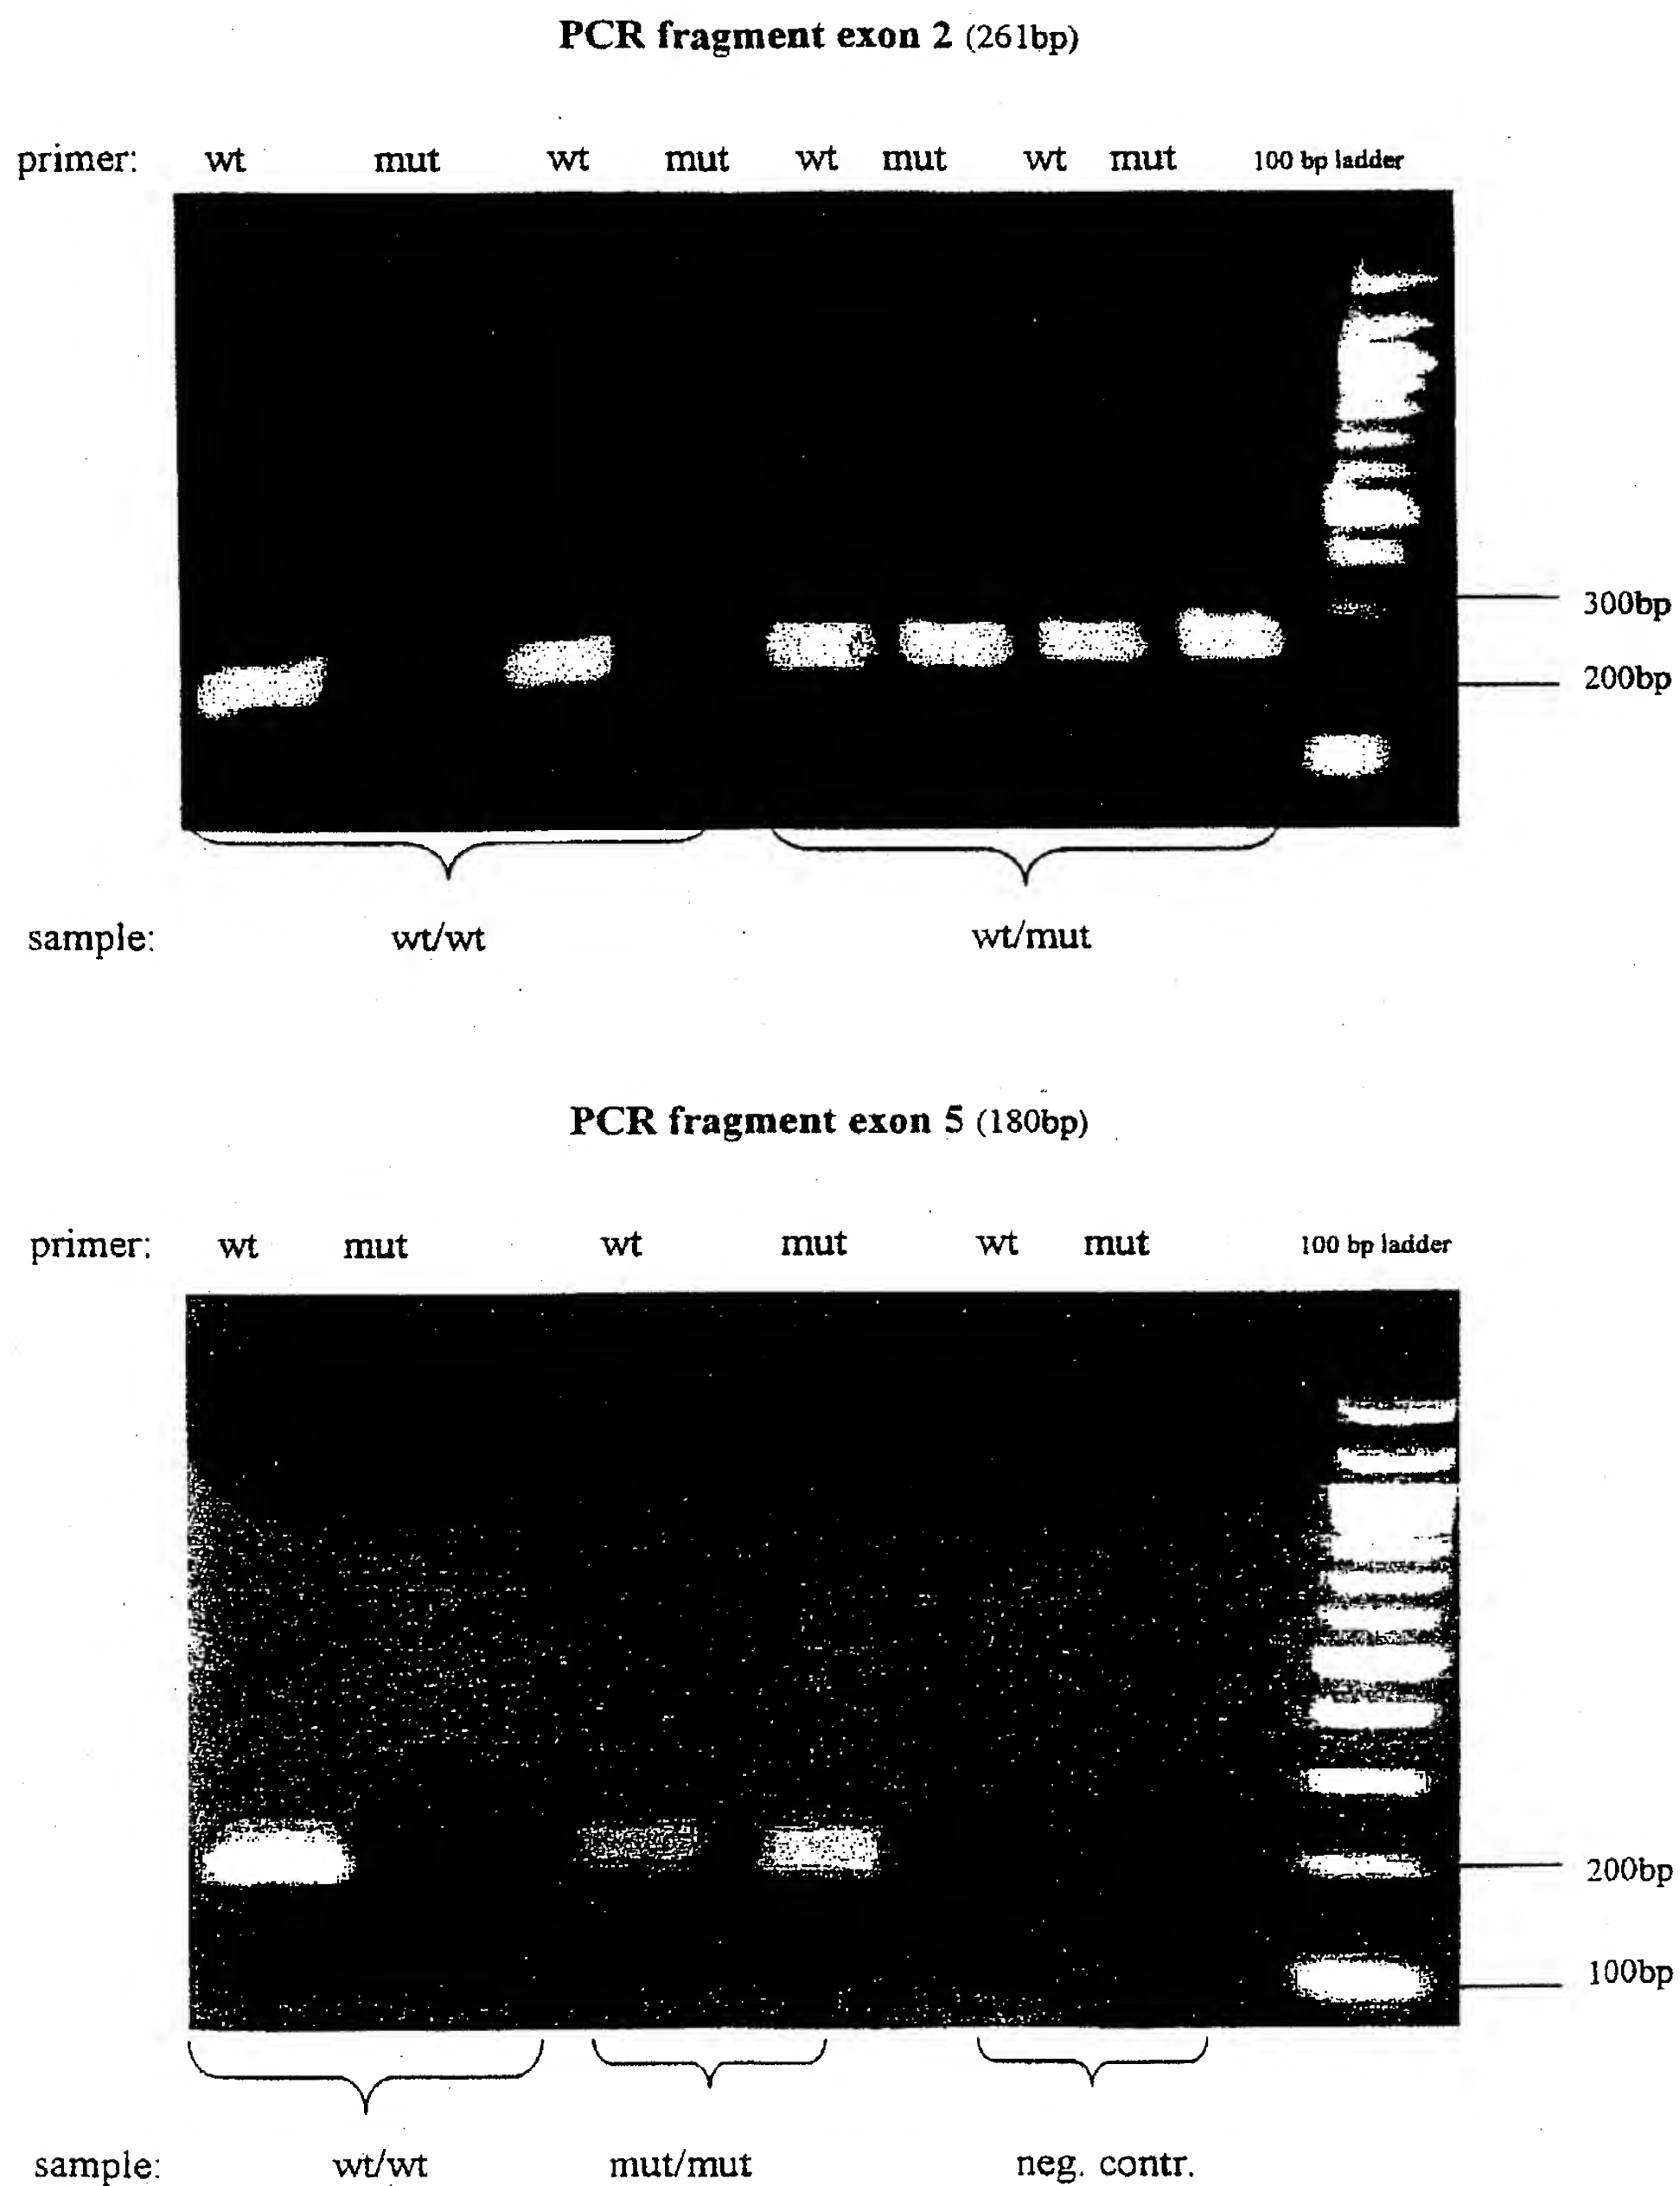 PCR fragment exon 2 (261bp)
primer: wt mut wt mut wt mut wt mut 100 bp ladder
300bp
200bp
sample: wt/wt wt/mut
PCR fragment exon 5 (180bp)
primer: wt mut wt mut wt mut 100 bp ladder
200bp
100bp
sample: wt/wt mut/mut neg. contr.